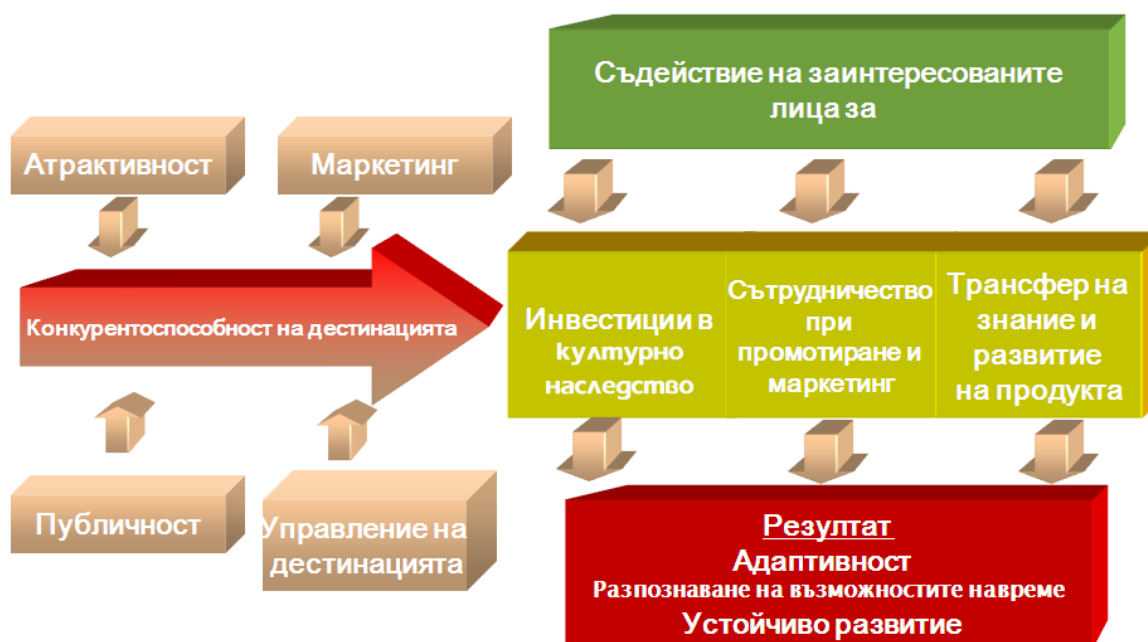 Съдействие на заинтересованите
лица за
Атрактивност
Маркетинг
Конкурентоспособност на дестинацията
Публичност
Управление на
дестинацията
Инвестиции в
културно
наследство
Сътрудничество
при
промотиране и
маркетинг
Трансфер на
знание и
развитие
на продукта
Резултат
Адаптивност
Разпознаване на възможностите навреме
Устойчиво развитие